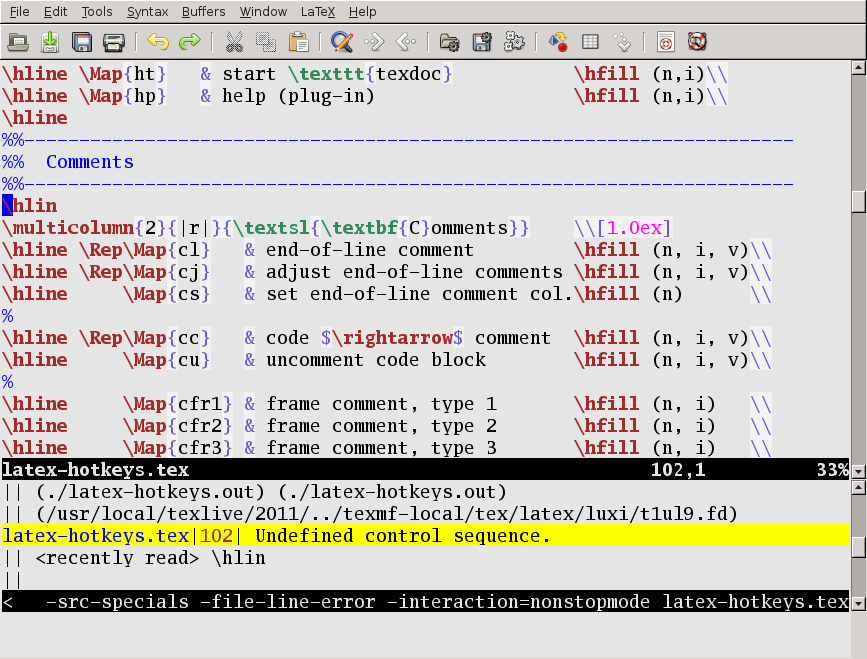 File Edit Tools Syntax Buffers Window LaTeX Help
\hline \Map{ht}   & start \texttt{texdoc}           \hfill (n,i)\\
\hline \Map{hp}   & help (plug-in)                  \hfill (n,i)\\
\hline
%%----------------------------------------------------------------------
%%  Comments
%%----------------------------------------------------------------------
\hlin
\multicolumn{2}{|r|}{\textsl{\textbf{C}omments}}    \\[1.0ex]
\hline \Rep\Map{cl}   & end-of-line comment         \hfill (n, i, v)\\
\hline \Rep\Map{cj}   & adjust end-of-line comments \hfill (n, i, v)\\
\hline     \Map{cs}   & set end-of-line comment col.\hfill (n)      \\
%
\hline \Rep\Map{cc}   & code $\rightarrow$ comment  \hfill (n, i, v)\\
\hline     \Map{cu}   & uncomment code block        \hfill (n, i, v)\\
%
\hline     \Map{cfr1} & frame comment, type 1       \hfill (n, i)   \\
\hline     \Map{cfr2} & frame comment, type 2       \hfill (n, i)   \\
\hline     \Map{cfr3} & frame comment, type 3       \hfill (n, i)   \\
latex-hotkeys.tex                                          102,1          33%
|| (./latex-hotkeys.out) (./latex-hotkeys.out)
|| (/usr/local/texlive/2011/../texmf-local/tex/latex/luxi/t1ul9.fd)
latex-hotkeys.tex|102| Undefined control sequence.
|| <recently read> \hlin
||
<   -src-specials -file-line-error -interaction=nonstopmode latex-hotkeys.tex